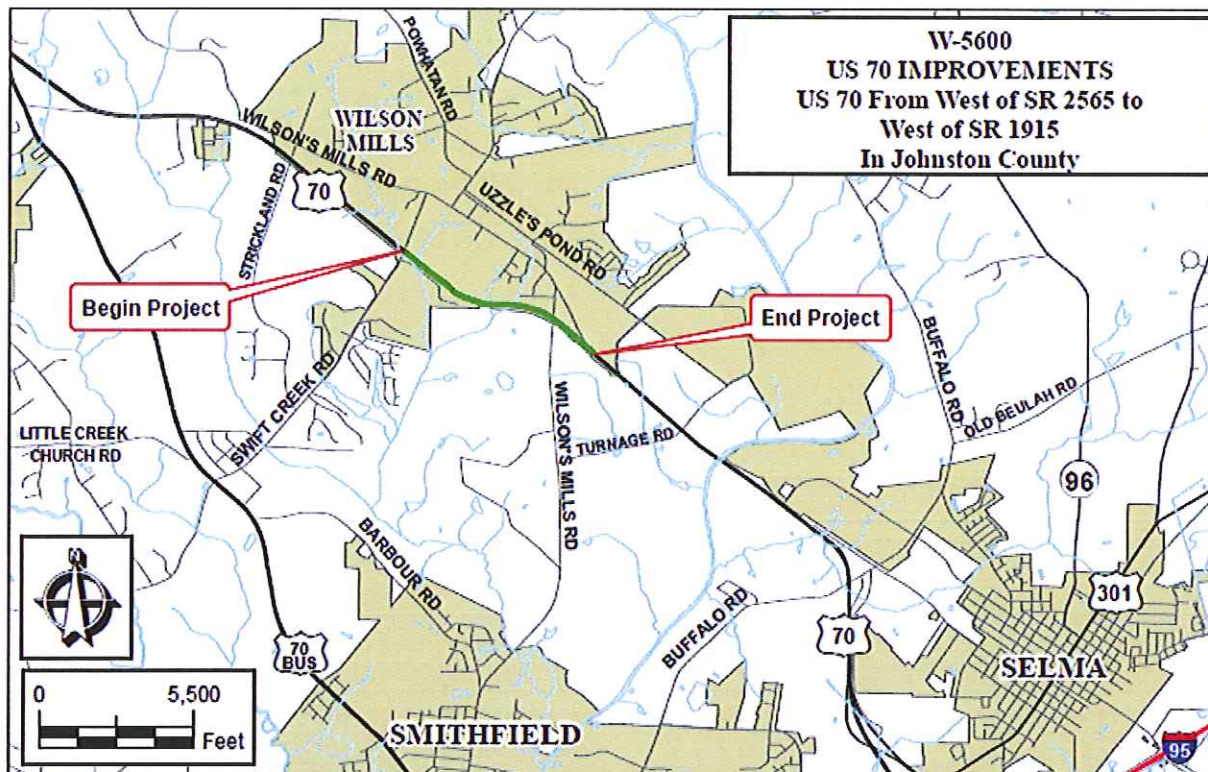 W-5600
US 70 IMPROVEMENTS
US 70 From West of SR 2565 to
West of SR 1915
In Johnston County
POWHATAN RD
WILSON
MILLS
WILSON'S MILLS RD
70
UZZLE'S POND RD
STRICKLAND RD
Begin Project
End Project
BUFFALO RD
OLD BEULAH RD
SWIFT CREEK RD
LITTLE CREEK
CHURCH RD
WILSON'S MILLS RD
TURNAGE RD
96
BARBOUR RD
BUFFALO RD
301
N
70
BUS
70
SELMA
0 5,500
Feet
SMITHFIELD
95